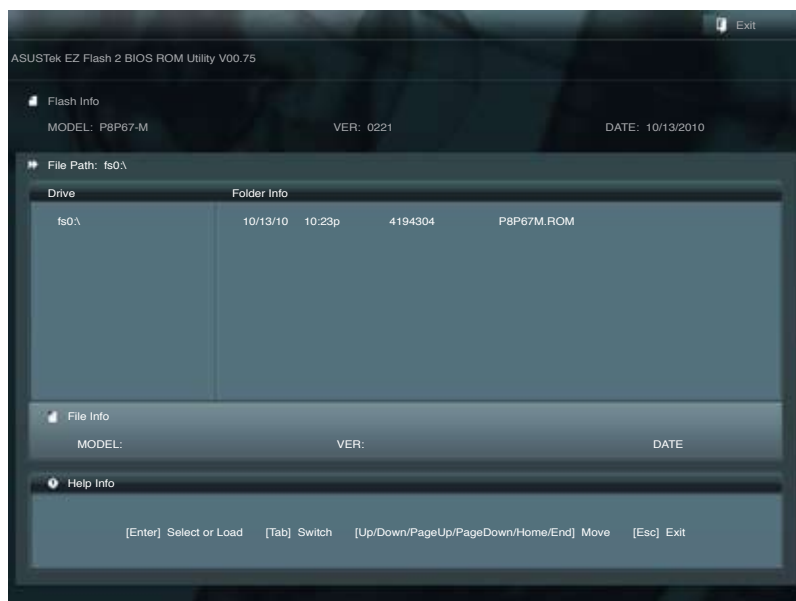 Exit
ASUSTek EZ Flash 2 BIOS ROM Utility V00.75
Flash Info
MODEL: P8P67-M VER: 0221 DATE: 10/13/2010
File Path: fs0:\
Drive Folder Info
fs0:\ 10/13/10 10:23p 4194304 P8P67M.ROM
File Info
MODEL: VER: DATE
Help Info
[Enter] Select or Load [Tab] Switch [Up/Down/PageUp/PageDown/Home/End] Move [Esc] Exit